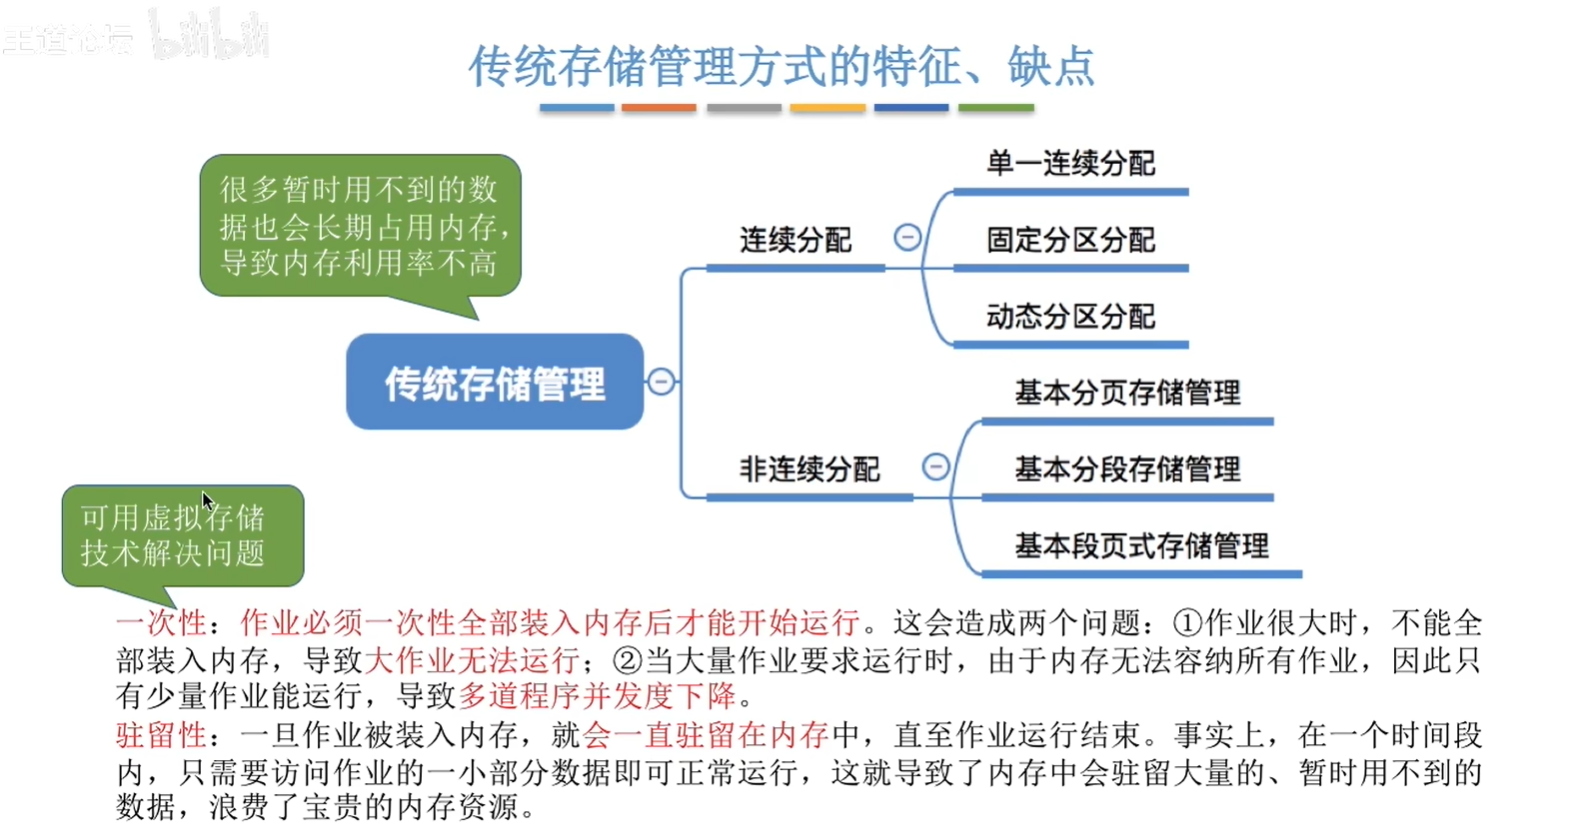 王道论坛 bilibili
传统存储管理方式的特征、缺点
很多暂时用不到的数
据也会长期占用内存，
导致内存利用率不高
传统存储管理
连续分配
单一连续分配
固定分区分配
动态分区分配
非连续分配
基本分页存储管理
基本分段存储管理
基本段页式存储管理
可用虚拟存储
技术解决问题
一次性：作业必须一次性全部装入内存后才能开始运行。这会造成两个问题：①作业很大时，不能全
部装入内存，导致大作业无法运行；②当大量作业要求运行时，由于内存无法容纳所有作业，因此只
有少量作业能运行，导致多道程序并发度下降。
驻留性：一旦作业被装入内存，就会一直驻留在内存中，直至作业运行结束。事实上，在一个时间段
内，只需要访问作业的一小部分数据即可正常运行，这就导致了内存中会驻留大量的、暂时用不到的
数据，浪费了宝贵的内存资源。